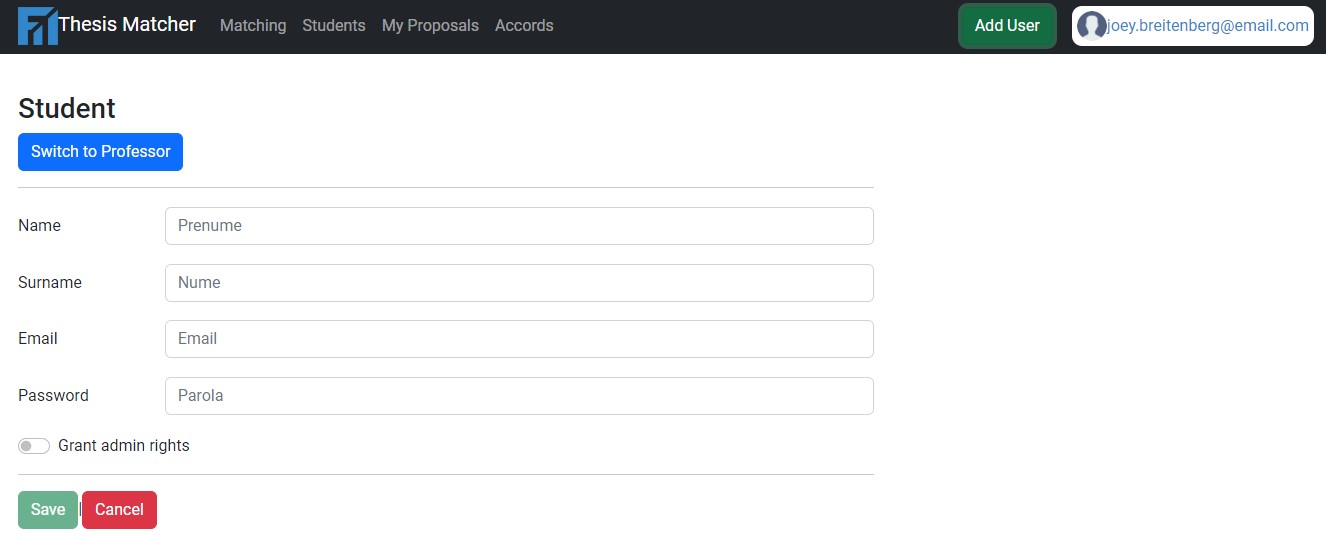 Thesis Matcher Matching Students My Proposals Accords Add User joey.breitenberg@email.com
Student
Switch to Professor
Name Prenume
Surname Nume
Email Email
Password Parola
Grant admin rights
Save | Cancel